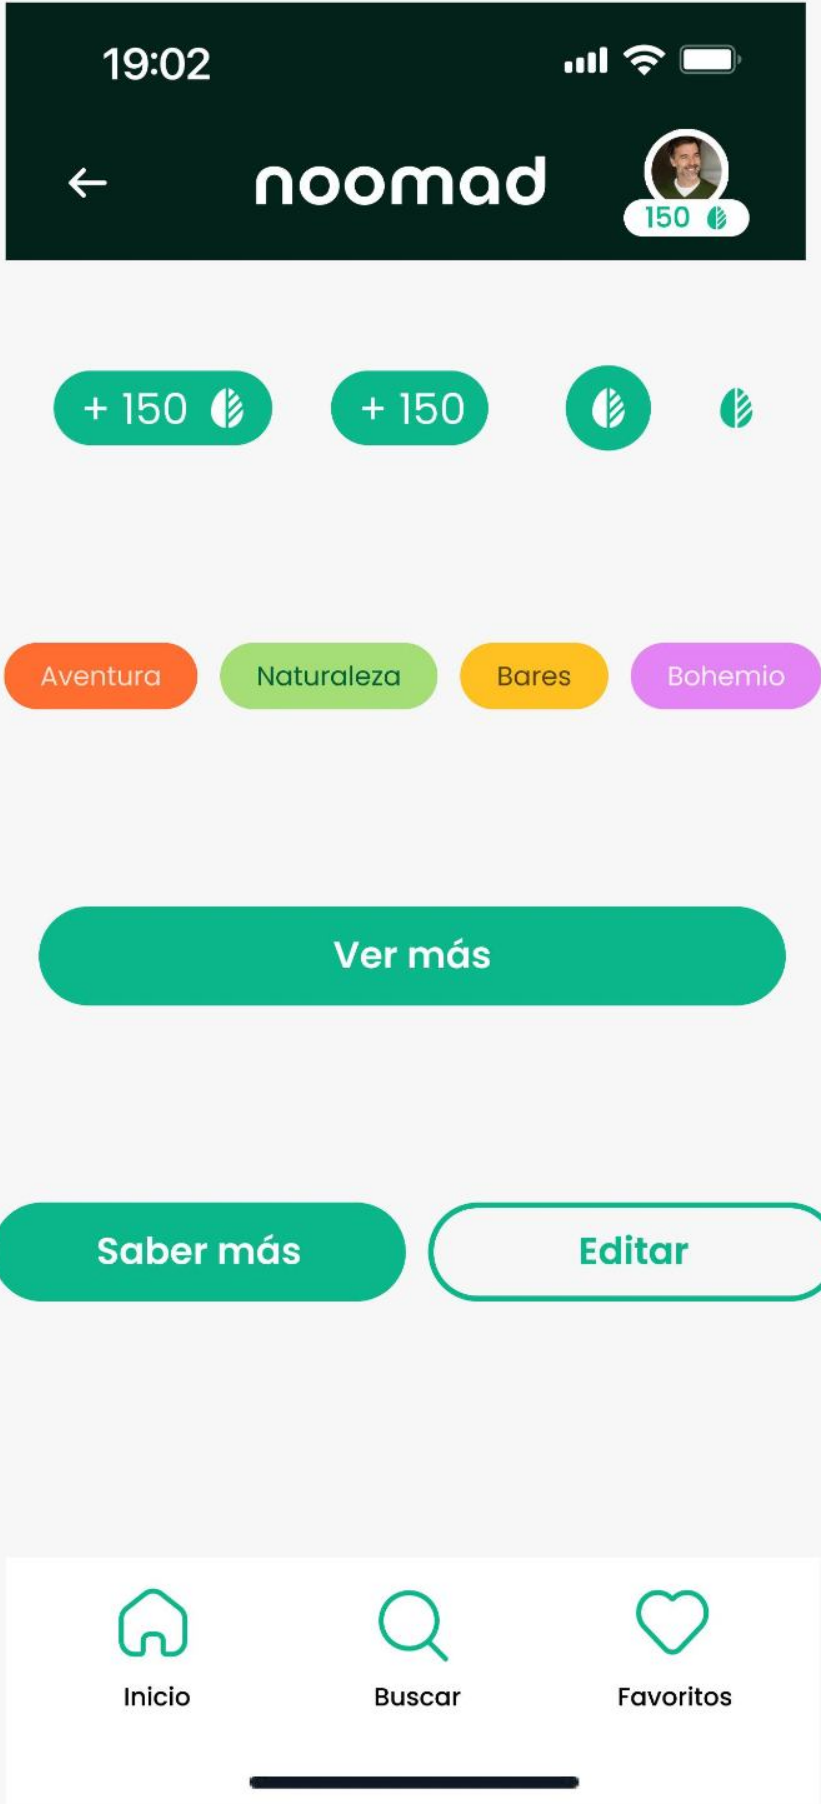 19:02
noomad
150
+ 150 + 150
Aventura Naturaleza Bares Bohemio
Ver más
Saber más Editar
Inicio Buscar Favoritos